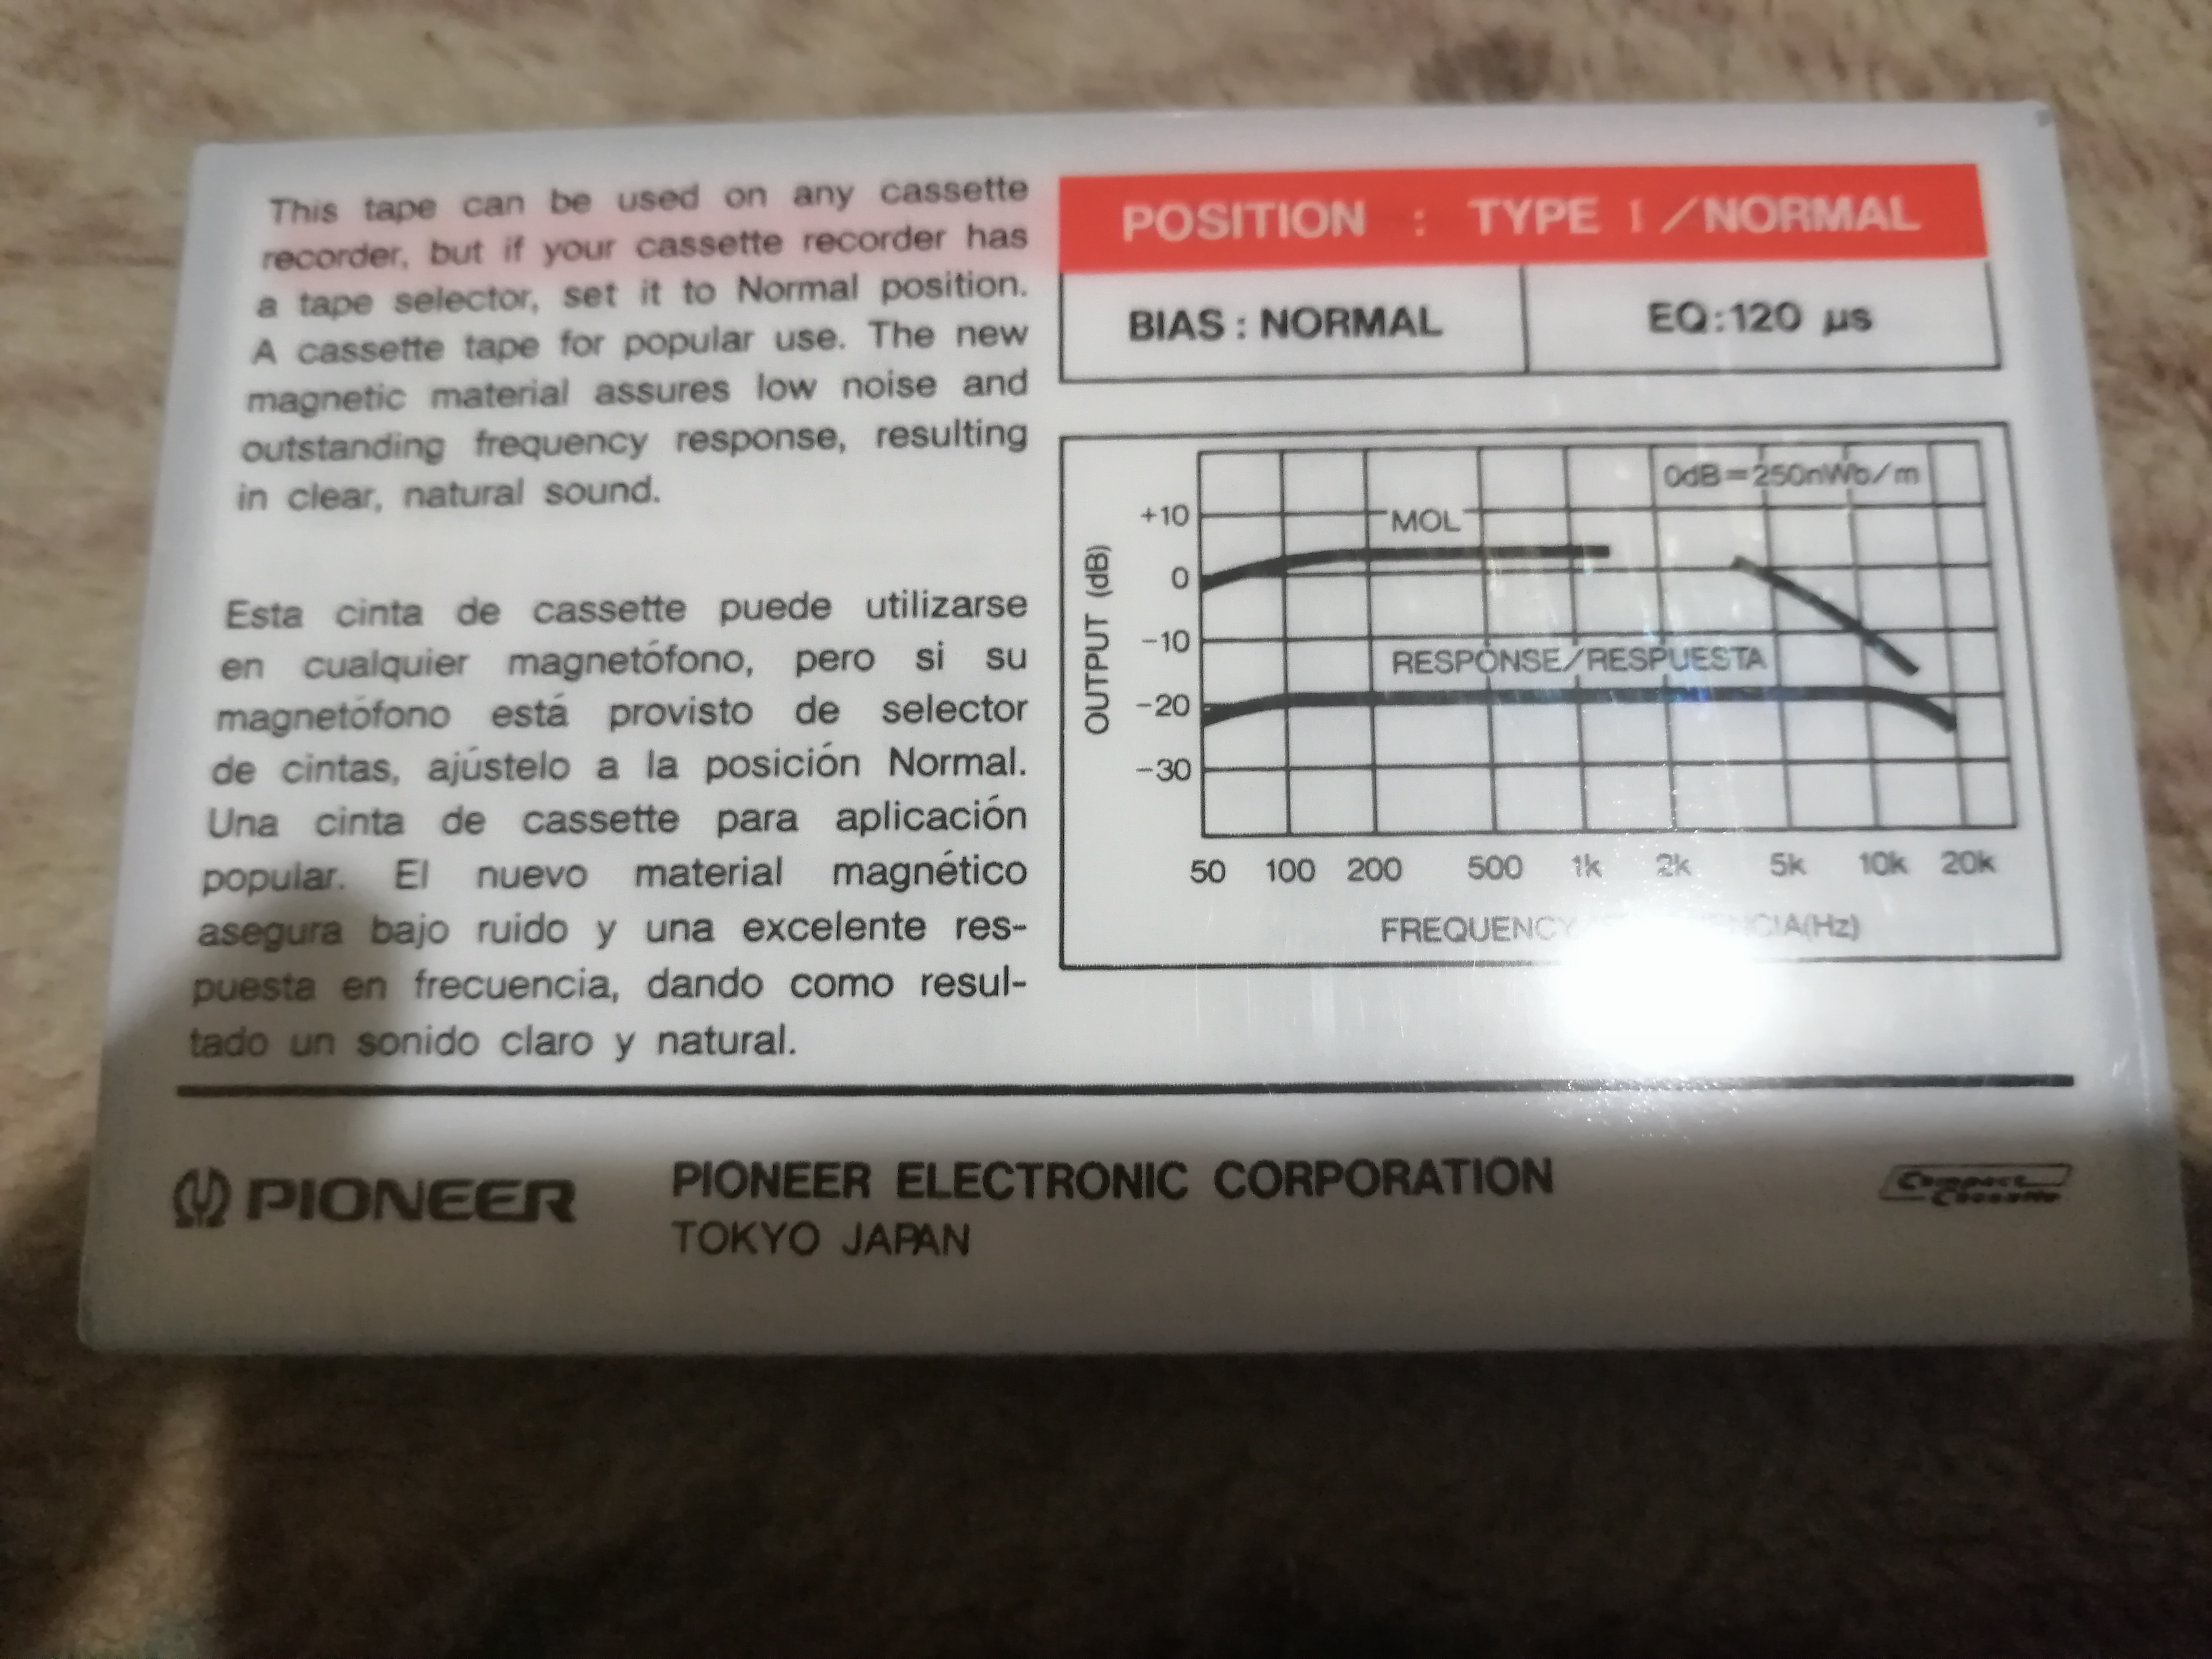 This tape can be used on any cassette
recorder, but if your cassette recorder has
a tape selector, set it to Normal position.
A cassette tape for popular use. The new
magnetic material assures low noise and
outstanding frequency response, resulting
in clear, natural sound.
Esta cinta de cassette puede utilizarse
en cualquier magnetófono, pero si su
magnetófono está provisto de selector
de cintas, ajústelo a la posición Normal.
Una cinta de cassette para aplicación
popular. El nuevo material magnético
asegura bajo ruido y una excelente res-
puesta en frecuencia, dando como resul-
tado un sonido claro y natural.
POSITION : TYPE I / NORMAL
BIAS : NORMAL
EQ:120 µs
0dB=250nWb/m
+10
MOL
0
-10
RESPONSE/RESPUESTA
-20
-30
OUTPUT (dB)
50 100 200 500 1k 2k 5k 10k 20k
(Hz)
PIONEER
PIONEER ELECTRONIC CORPORATION
TOKYO JAPAN
Compact
Cassette